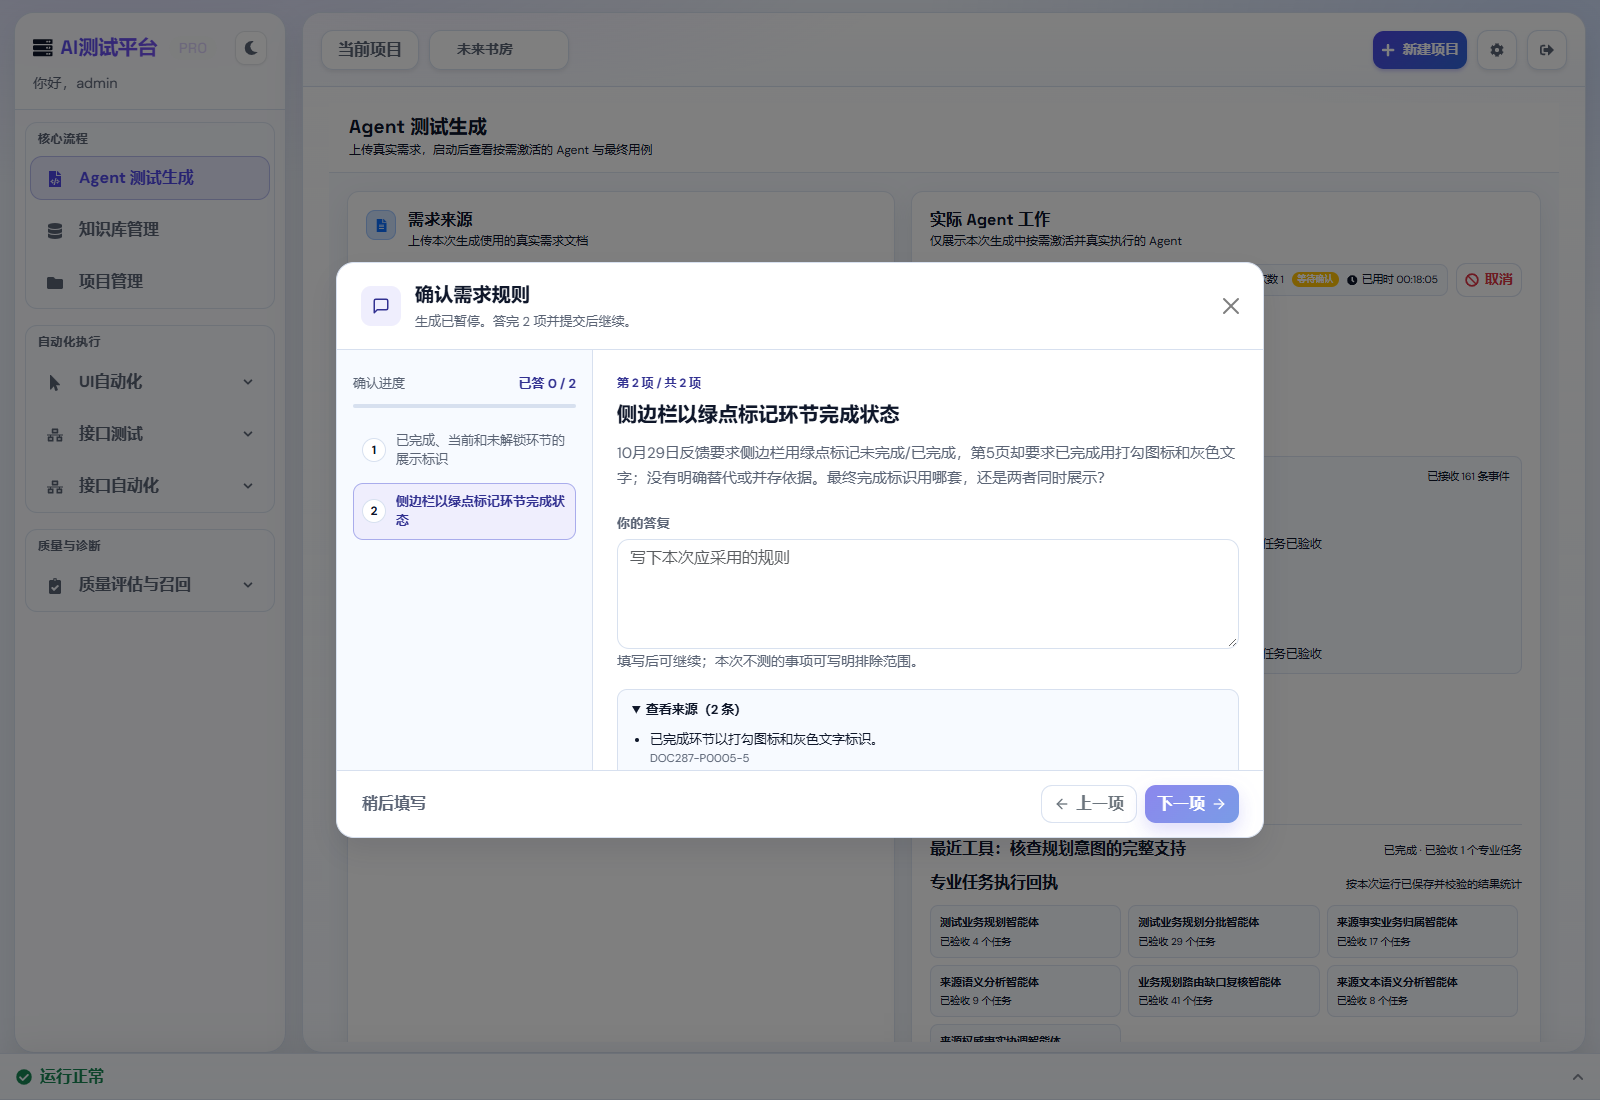 AI测试平台 PRO
你好，admin
核心流程
Agent 测试生成
知识库管理
项目管理
自动化执行
UI自动化
接口测试
接口自动化
质量与诊断
质量评估与召回
当前项目
未来书房
新建项目
Agent 测试生成
上传真实需求，启动后查看按需激活的 Agent 与最终用例
需求来源
上传本次生成使用的真实需求文档
实际 Agent 工作
仅展示本次生成中按需激活并真实执行的 Agent
数 1 等待确认 已用时 00:18:05 取消
已接收 161 条事件
任务已验收
任务已验收
确认需求规则
生成已暂停。答完 2 项并提交后继续。
确认进度 已答 0 / 2
1 已完成、当前和未解锁环节的
展示标识
2 侧边栏以绿点标记环节完成状
态
第 2 项 / 共 2 项
侧边栏以绿点标记环节完成状态
10月29日反馈要求侧边栏用绿点标记未完成/已完成，第5页却要求已完成用打勾图标和灰色文
字；没有明确替代或并存依据。最终完成标识用哪套，还是两者同时展示？
你的答复
写下本次应采用的规则
填写后可继续；本次不测的事项可写明排除范围。
▼ 查看来源（2 条）
• 已完成环节以打勾图标和灰色文字标识。
DOC287-P0005-5
稍后填写
← 上一项
下一项 →
最近工具：核查规划意图的完整支持 已完成 · 已验收 1 个专业任务
专业任务执行回执 按本次运行已保存并校验的结果统计
测试业务规划智能体
已验收 4 个任务
测试业务规划分批智能体
已验收 29 个任务
来源事实业务归属智能体
已验收 17 个任务
来源语义分析智能体
已验收 9 个任务
业务规划路由缺口复核智能体
已验收 41 个任务
来源文本语义分析智能体
已验收 8 个任务
来源权威事实协调智能体
运行正常